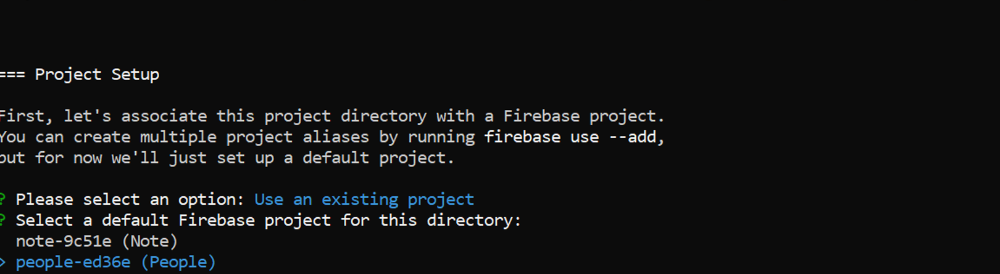 === Project Setup
First, let's associate this project directory with a Firebase project.
You can create multiple project aliases by running firebase use --add,
but for now we'll just set up a default project.
? Please select an option: Use an existing project
? Select a default Firebase project for this directory:
note-9c51e (Note)
> people-ed36e (People)